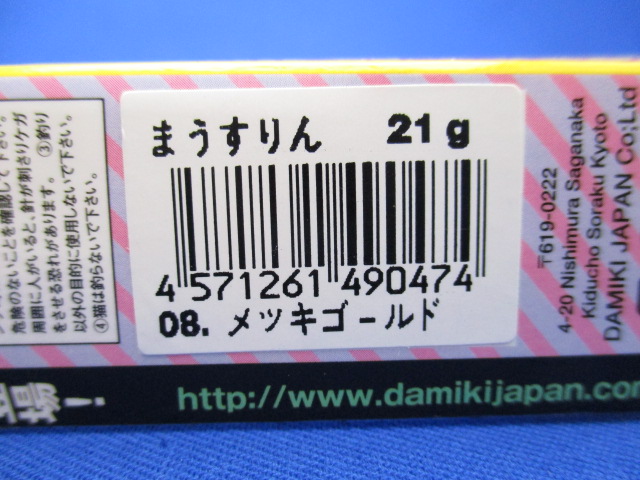 まうすりん 21g
4 571261 490474
08. メッキゴールド
危険のないことを確認して下さい。
周囲に人がいると、針が刺さりケガ
をさせる恐れがあります。 ③釣り
以外の目的に使用しないで下さい。
④猫は釣らないで下さい。
〒619-0222
4-20 Nishimura Saganaka
Kiducho Soraku Kyoto
DAMIKI JAPAN Co:Ltd
場!
http://www.damikijapan.com